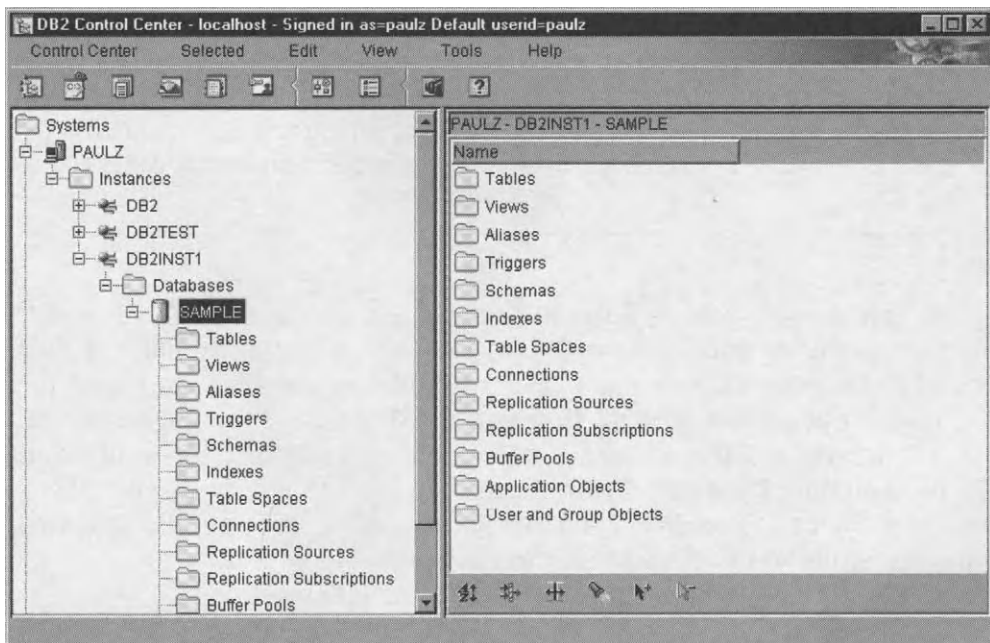 DB2 Control Center - localhost - Signed in as=paulz Default userid=paulz
Control Center Selected Edit View Tools Help
Systems
PAULZ
Instances
DB2
DB2TEST
DB2INST1
Databases
SAMPLE
Tables
Views
Aliases
Triggers
Schemas
Indexes
Table Spaces
Connections
Replication Sources
Replication Subscriptions
Buffer Pools
PAULZ - DB2INST1 - SAMPLE
Name
Tables
Views
Aliases
Triggers
Schemas
Indexes
Table Spaces
Connections
Replication Sources
Replication Subscriptions
Buffer Pools
Application Objects
User and Group Objects